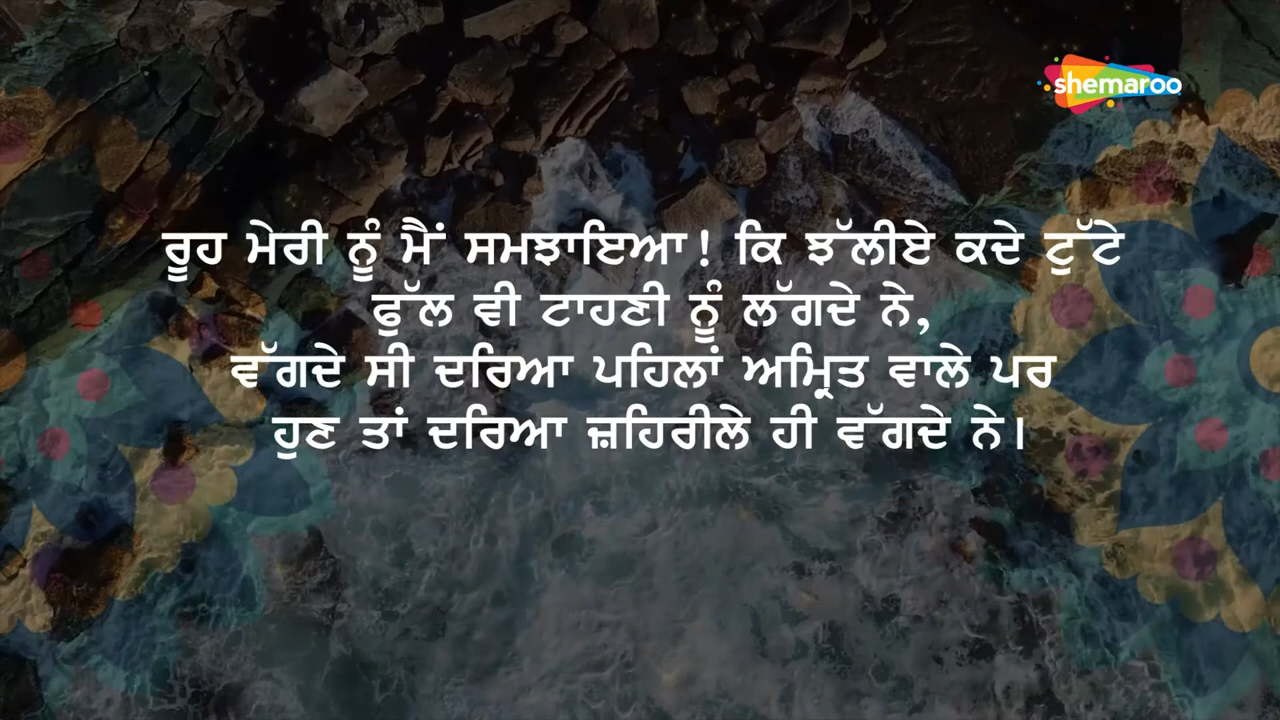 shemaroo
ਰੂਹ ਮੇਰੀ ਨੂੰ ਮੈਂ ਸਮਝਾਇਆ! ਕਿ ਝੱਲੀਏ ਕਦੇ ਟੁੱਟੇ
ਫੁੱਲ ਵੀ ਟਾਹਣੀ ਨੂੰ ਲੱਗਦੇ ਨੇ,
ਵੱਗਦੇ ਸੀ ਦਰਿਆ ਪਹਿਲਾਂ ਅਮ੍ਰਿਤ ਵਾਲੇ ਪਰ
ਹੁਣ ਤਾਂ ਦਰਿਆ ਜ਼ਹਿਰੀਲੇ ਹੀ ਵੱਗਦੇ ਨੇ।